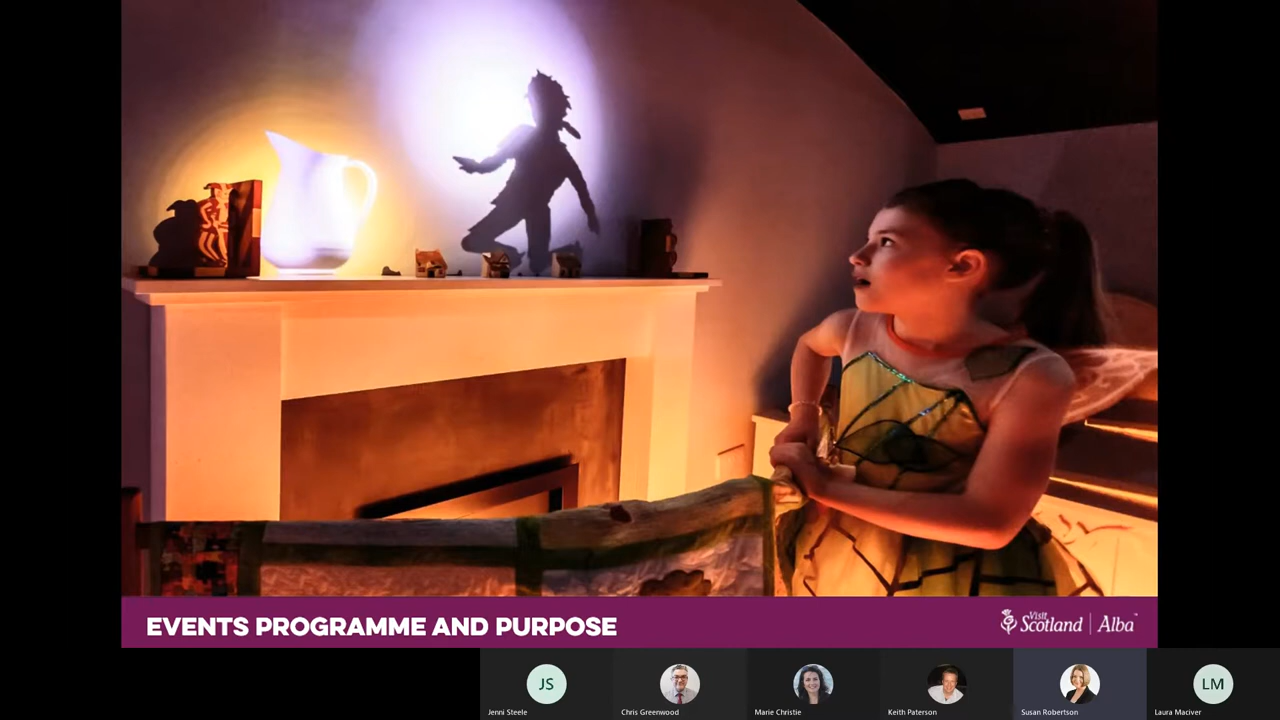 EVENTS PROGRAMME AND PURPOSE
Visit
Scotland | Alba™
JS
LM
Jenni Steele
Chris Greenwood
Marie Christie
Keith Paterson
Susan Robertson
Laura Maciver